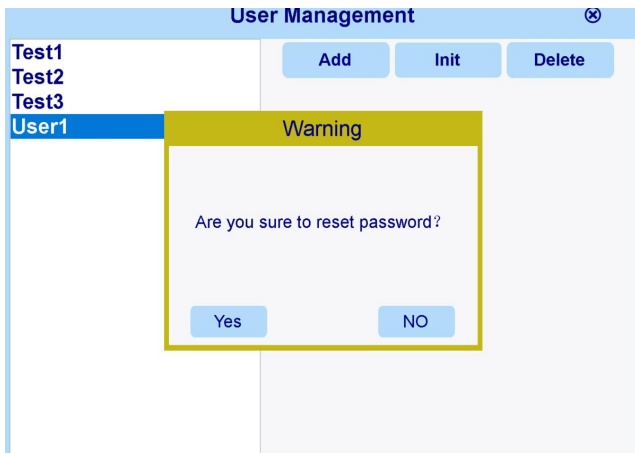 User Management
Test1
Add Init Delete
Test2
Test3
User1
Warning
Are you sure to reset password？
Yes NO